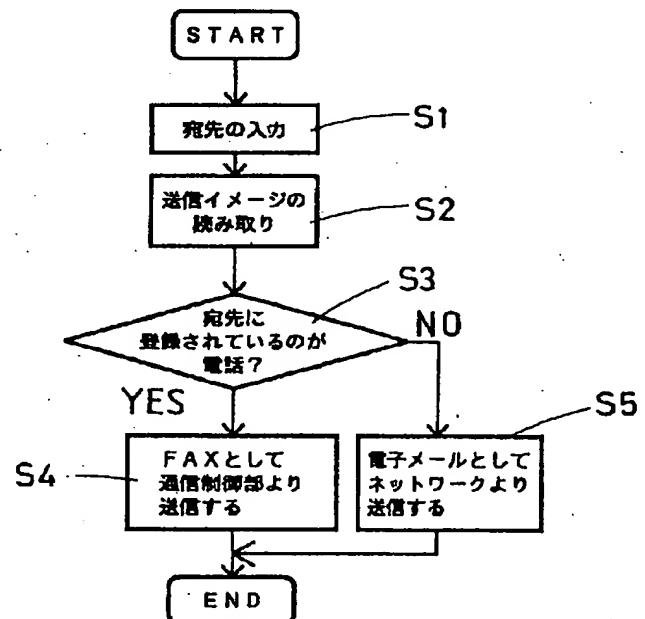 START
宛先の入力
S1
送信イメージの
読み取り
S2
S3
宛先に
登録されているのが
電話?
NO
YES
S4
FAXとして
通信制御部より
送信する
S5
電子メールとして
ネットワークより
送信する
END